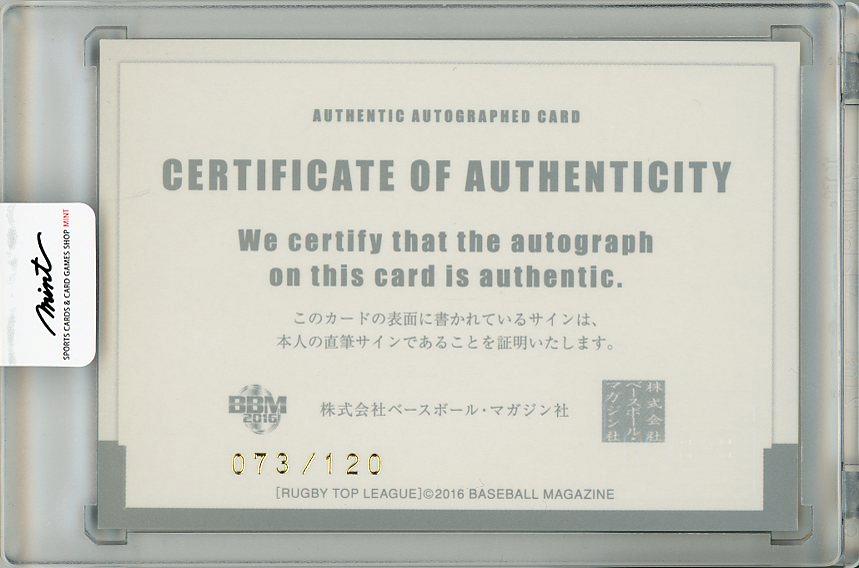 AUTHENTIC AUTOGRAPHED CARD
CERTIFICATE OF AUTHENTICITY
We certify that the autograph
on this card is authentic.
このカードの表面に書かれているサインは、
本人の直筆サインであることを証明いたします。
BBM
2016
株式会社ベースボール・マガジン社
株式会社
ベースボール・
マガジン社
073/120
[RUGBY TOP LEAGUE]©2016 BASEBALL MAGAZINE
mint
SPORTS CARDS & CARD GAMES SHOP MINT